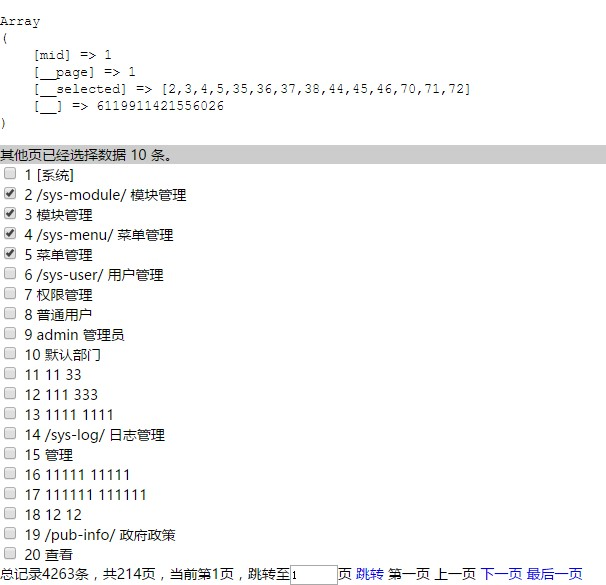 Array
(
[mid] => 1
[__page] => 1
[__selected] => [2,3,4,5,35,36,37,38,44,45,46,70,71,72]
[__] => 6119911421556026
)
其他页已经选择数据 10 条。
1 [系统]
2 /sys-module/ 模块管理
3 模块管理
4 /sys-menu/ 菜单管理
5 菜单管理
6 /sys-user/ 用户管理
7 权限管理
8 普通用户
9 admin 管理员
10 默认部门
11 11 33
12 111 333
13 1111 1111
14 /sys-log/ 日志管理
15 管理
16 11111 11111
17 111111 111111
18 12 12
19 /pub-info/ 政府政策
20 查看
总记录4263条，共214页，当前第1页，跳转至1页 跳转 第一页 上一页 下一页 最后一页